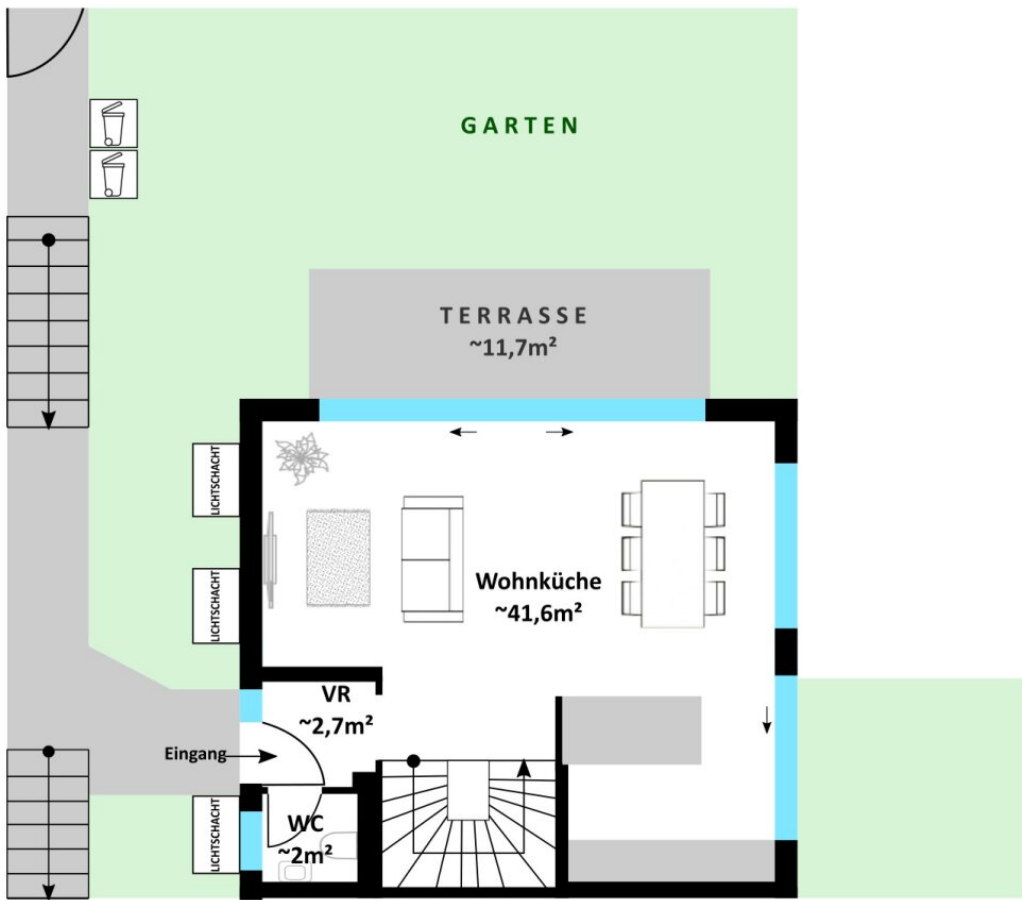 GARTEN
TERRASSE
~11,7m²
LICHTSCHACHT
LICHTSCHACHT
Wohnküche
~41,6m²
VR
~2,7m²
Eingang
LICHTSCHACHT
WC
~2m²